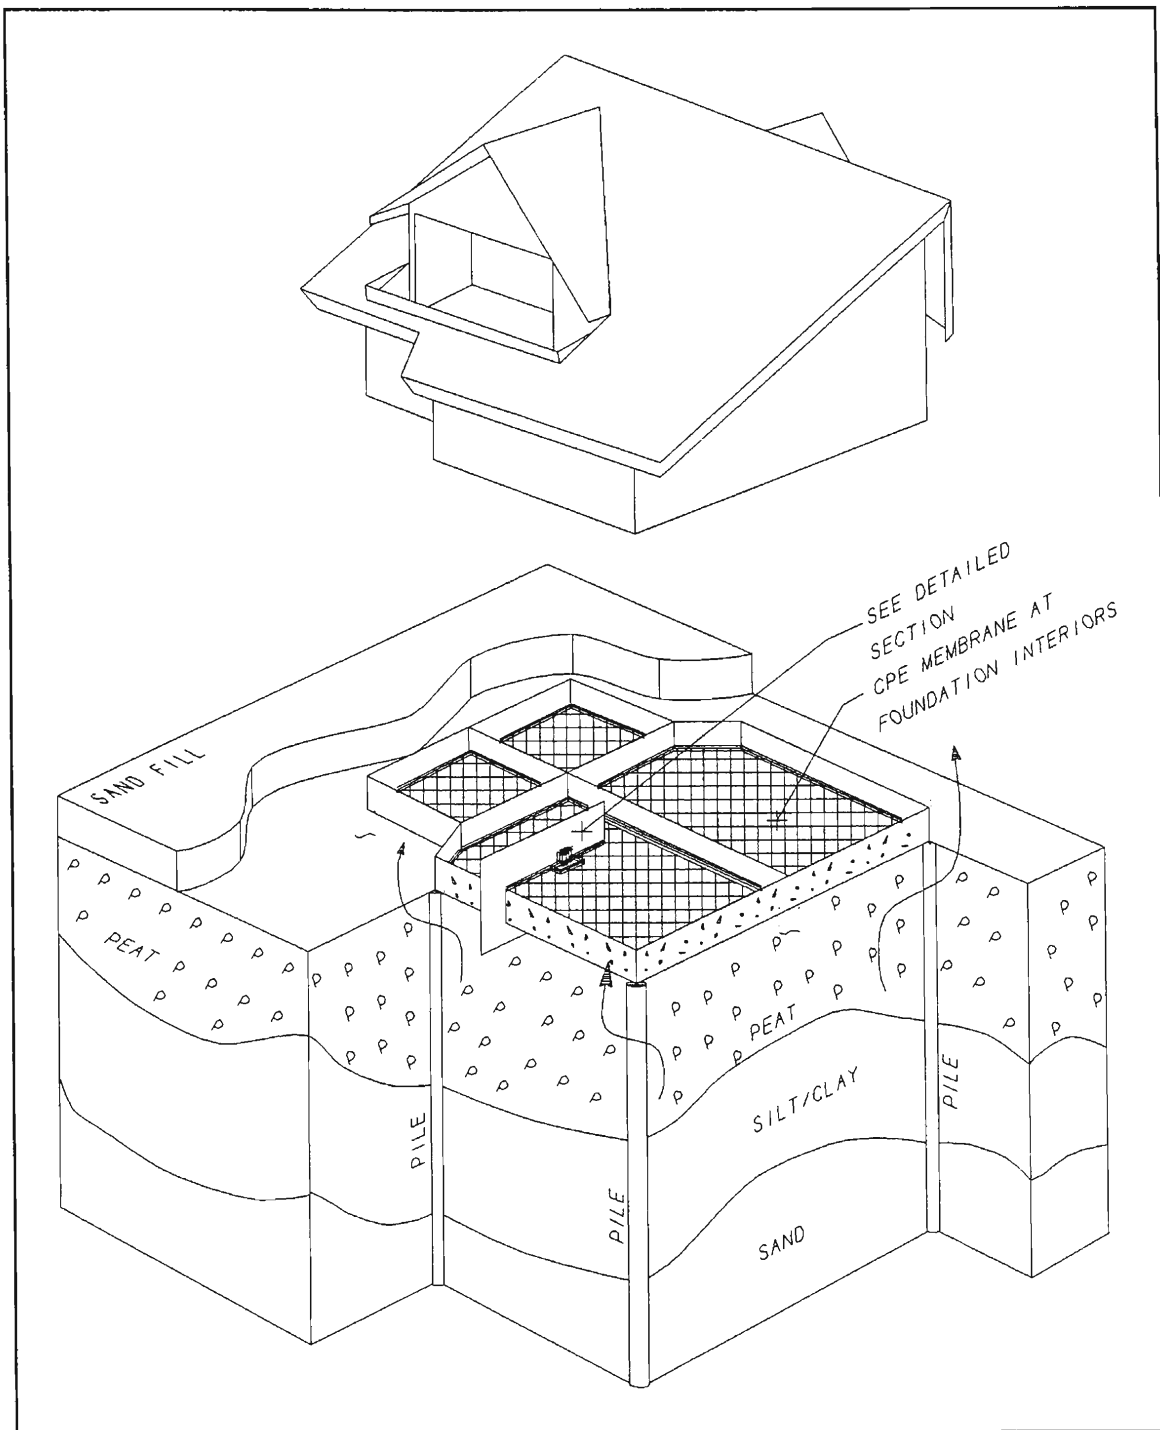 SEE DETAILED
SECTION
CPE MEMBRANE AT
FOUNDATION INTERIORS
SAND FILL
PEAT
PEAT
SILT/CLAY
PILE
PILE
PILE
SAND